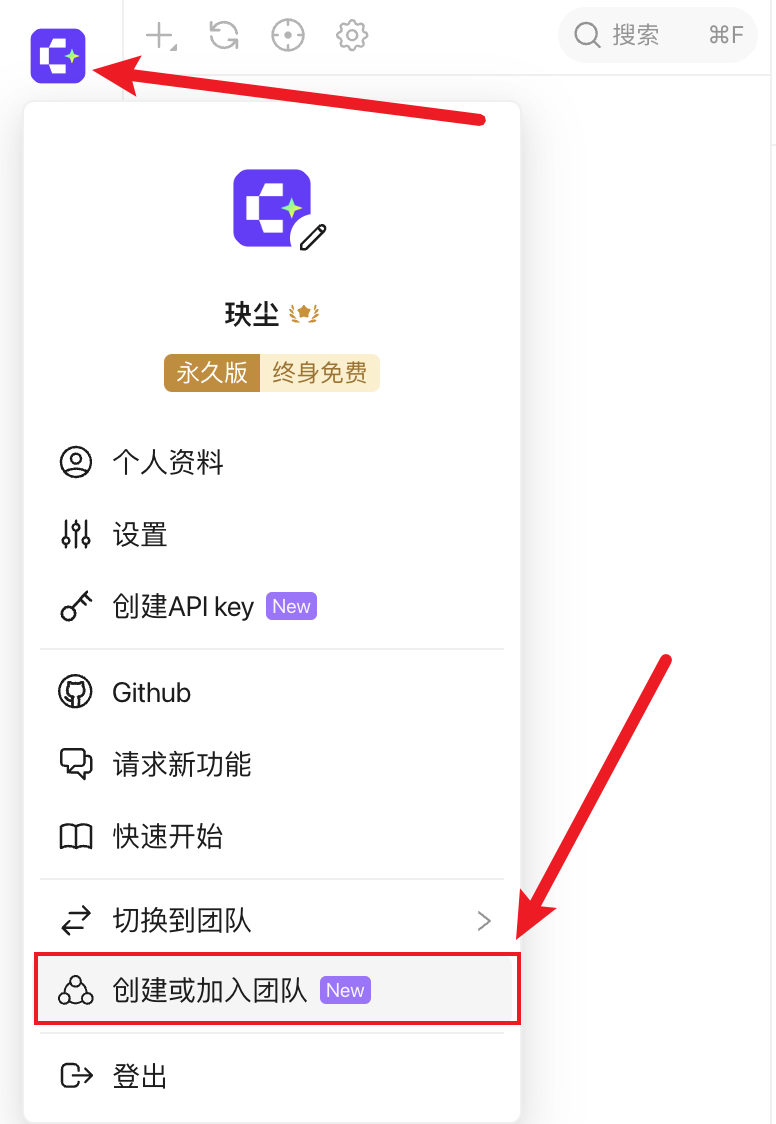 搜索 ⌘F
玦尘
永久版 终身免费
个人资料
设置
创建API key New
Github
请求新功能
快速开始
切换到团队
创建或加入团队 New
登出